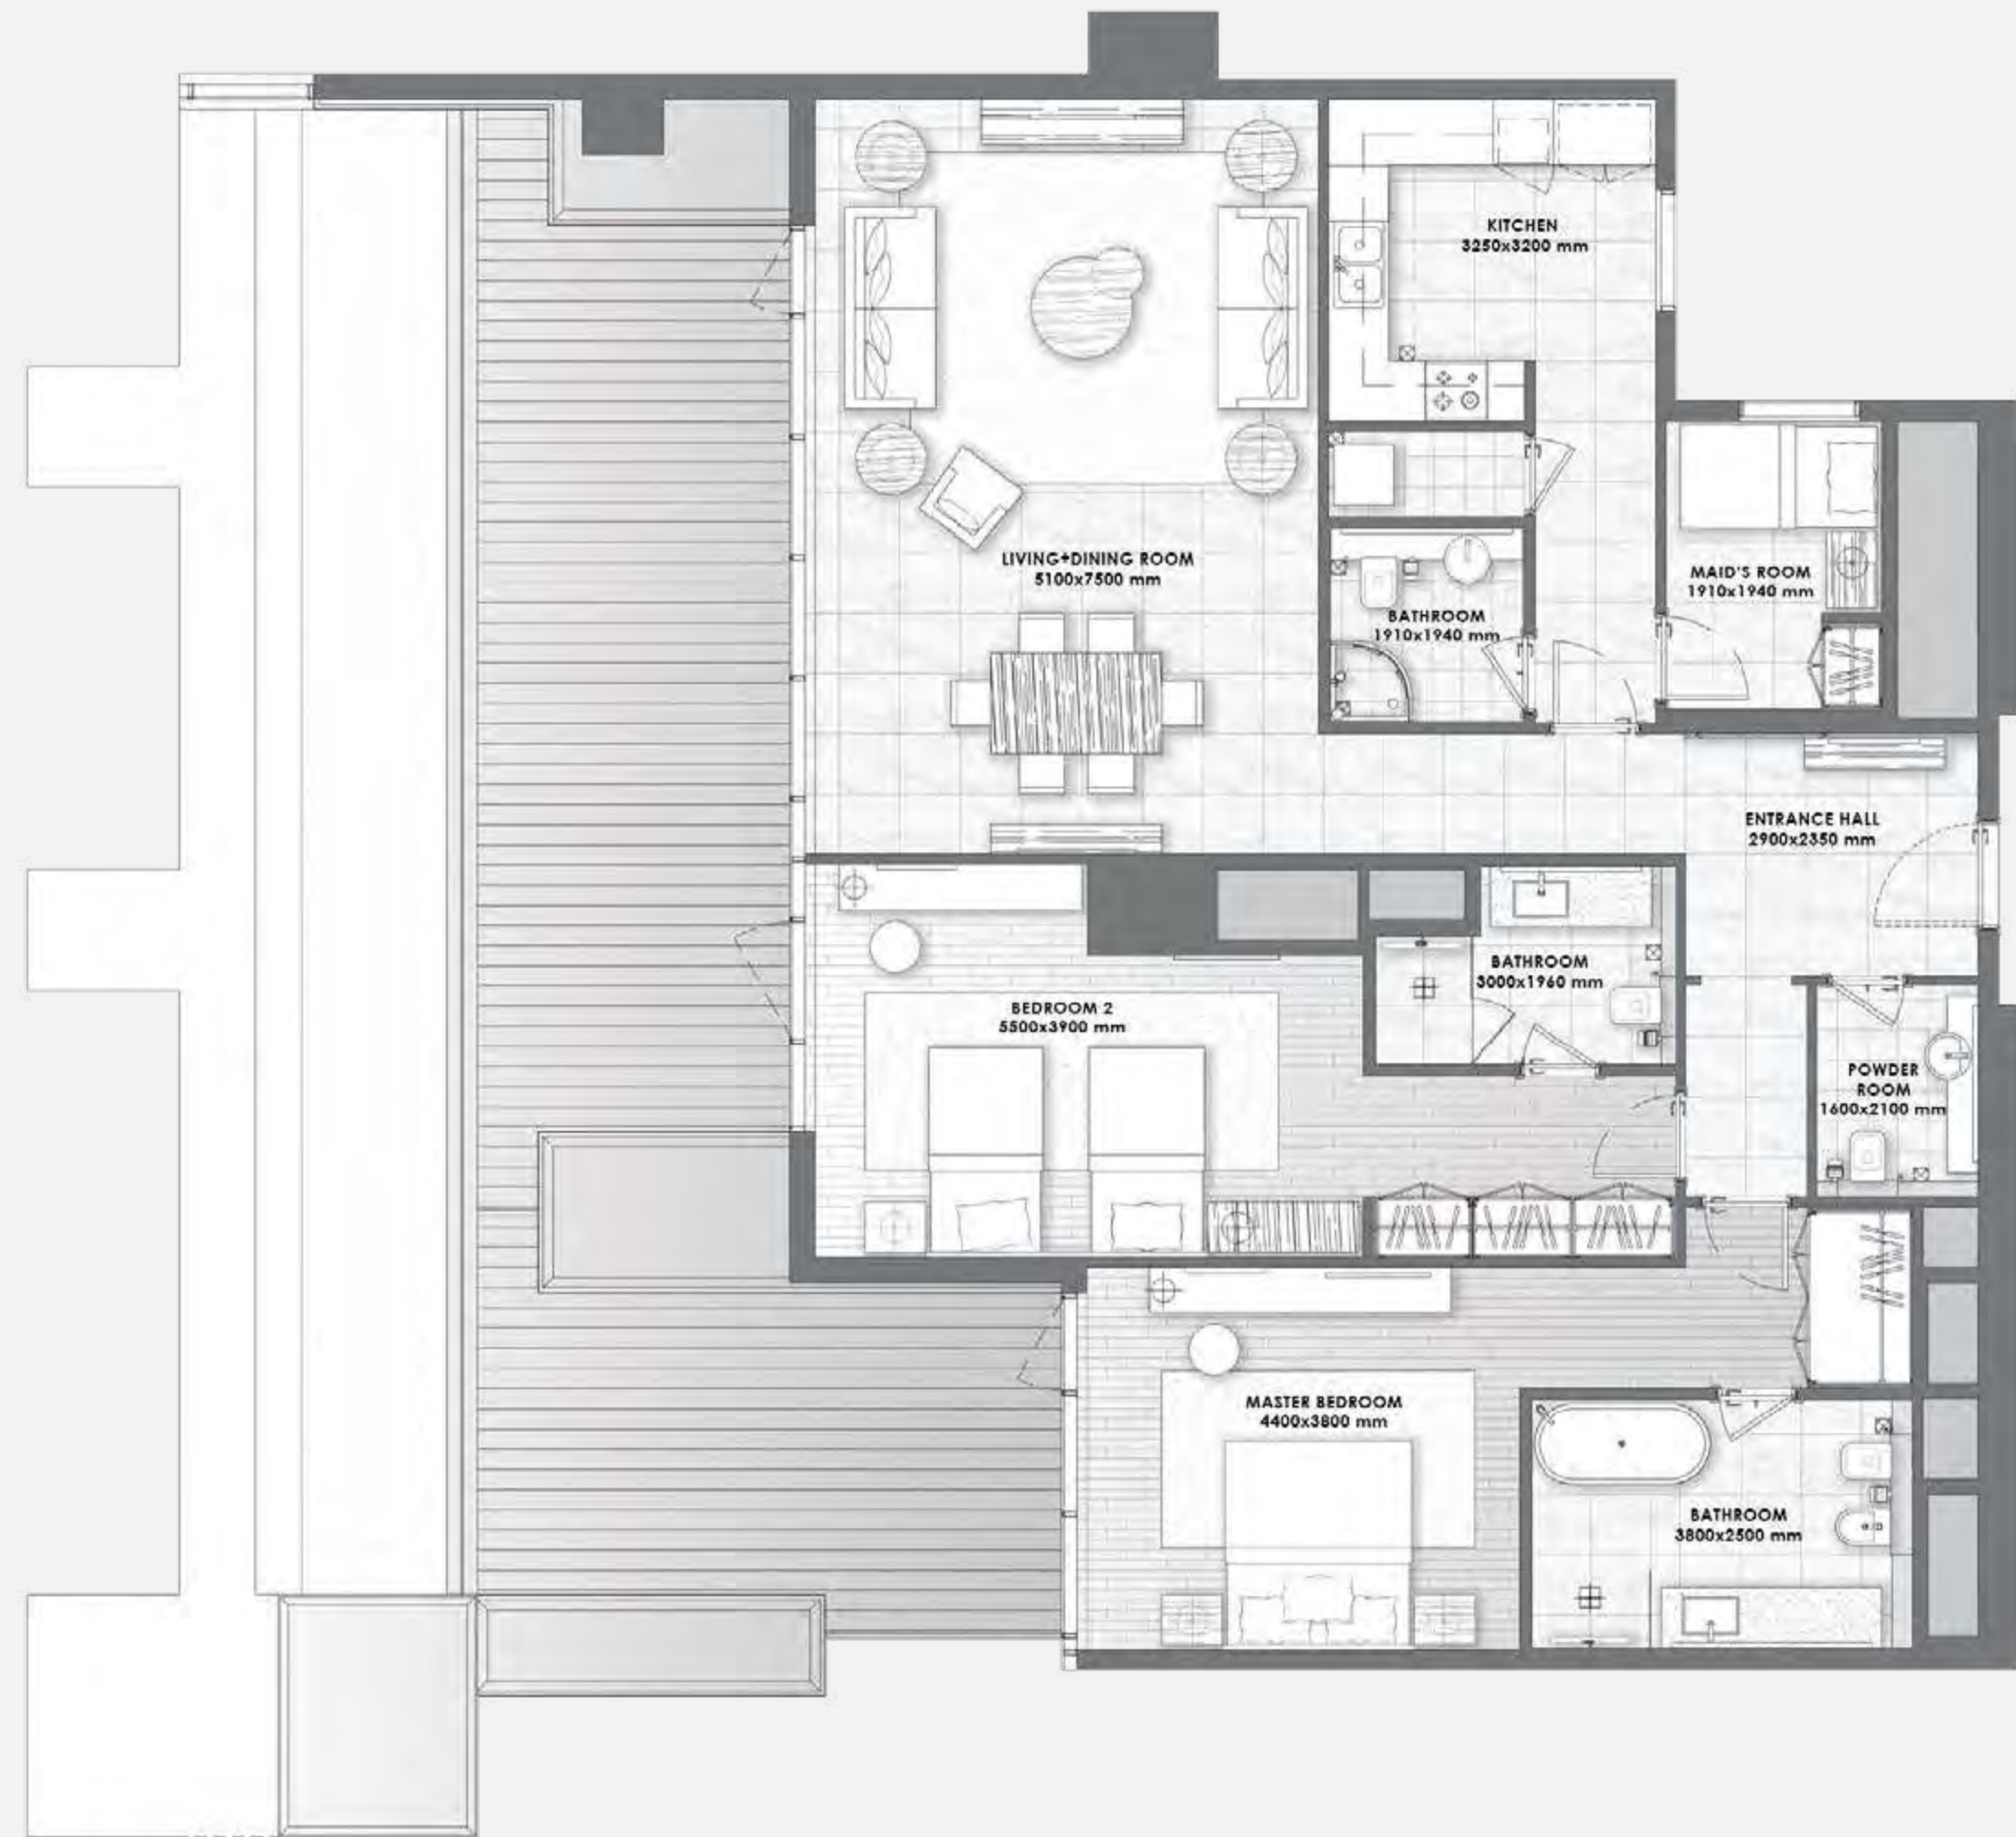 KITCHEN
3250x3200 mm
LIVING+DINING ROOM
5100x7500 mm
MAID'S ROOM
1910x1940 mm
BATHROOM
1910x1940 mm
ENTRANCE HALL
2900x2350 mm
BATHROOM
3000x1960 mm
BEDROOM 2
5500x3900 mm
POWDER
ROOM
1600x2100 mm
MASTER BEDROOM
4400x3800 mm
BATHROOM
3800x2500 mm